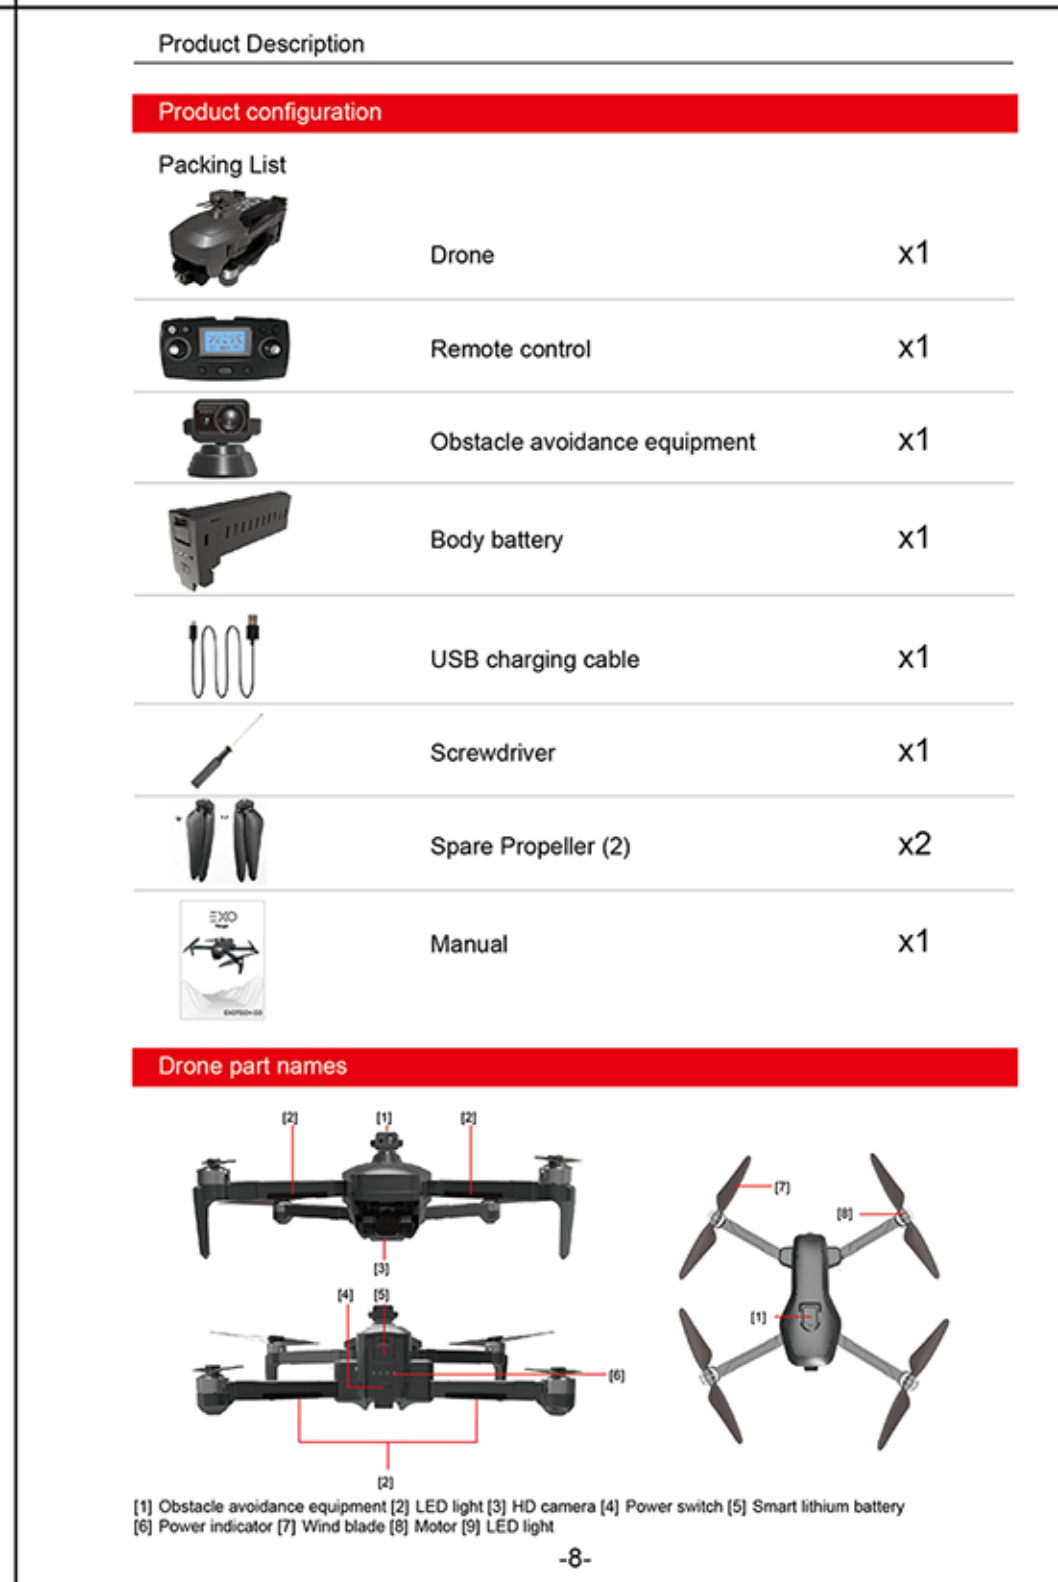 Product Description
Product configuration
Packing List
Drone x1
Remote control x1
Obstacle avoidance equipment x1
Body battery x1
USB charging cable x1
Screwdriver x1
Spare Propeller (2) x2
EXO
Manual x1
Drone part names
[2] [1] [2]
[7]
[8]
[3]
[4] [5]
[1]
[6]
[2]
[1] Obstacle avoidance equipment [2] LED light [3] HD camera [4] Power switch [5] Smart lithium battery
[6] Power indicator [7] Wind blade [8] Motor [9] LED light
-8-